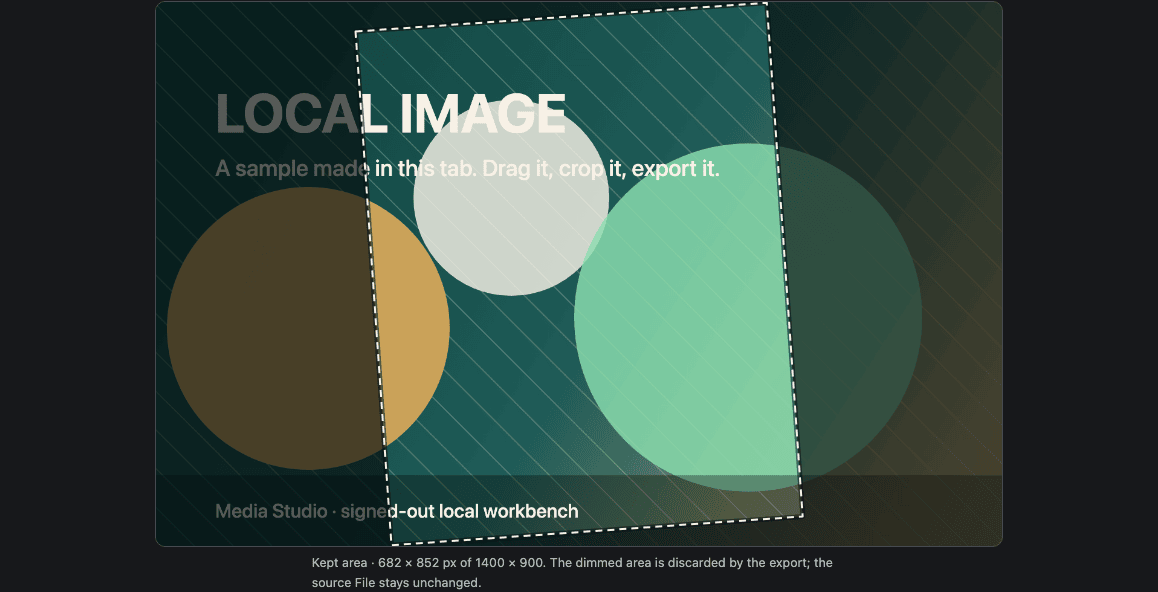 LOCAL IMAGE
A sample made in this tab. Drag it, crop it, export it.
Media Studio · signed-out local workbench
Kept area · 682 × 852 px of 1400 × 900. The dimmed area is discarded by the export; the
source File stays unchanged.